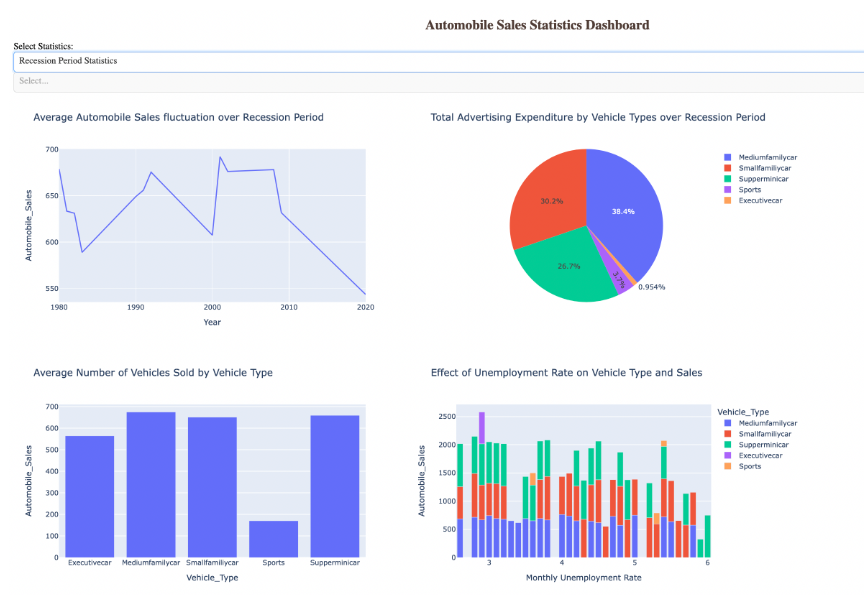 Automobile Sales Statistics Dashboard
Select Statistics:
Recession Period Statistics
Select...
Average Automobile Sales fluctuation over Recession Period
700
650
600
550
Automobile_Sales
1980 1990 2000 2010 2020
Year
Total Advertising Expenditure by Vehicle Types over Recession Period
38.4%
30.2%
26.7%
3.7%
0.954%
Mediumfamilycar
Smallfamiliycar
Supperminicar
Sports
Executivecar
Average Number of Vehicles Sold by Vehicle Type
700
600
500
400
300
200
100
0
Automobile_Sales
Executivecar Mediumfamilycar Smallfamiliycar Sports Supperminicar
Vehicle_Type
Effect of Unemployment Rate on Vehicle Type and Sales
2500
2000
1500
1000
500
0
Automobile_Sales
3 4 5 6
Monthly Unemployment Rate
Vehicle_Type
Mediumfamilycar
Smallfamiliycar
Supperminicar
Executivecar
Sports